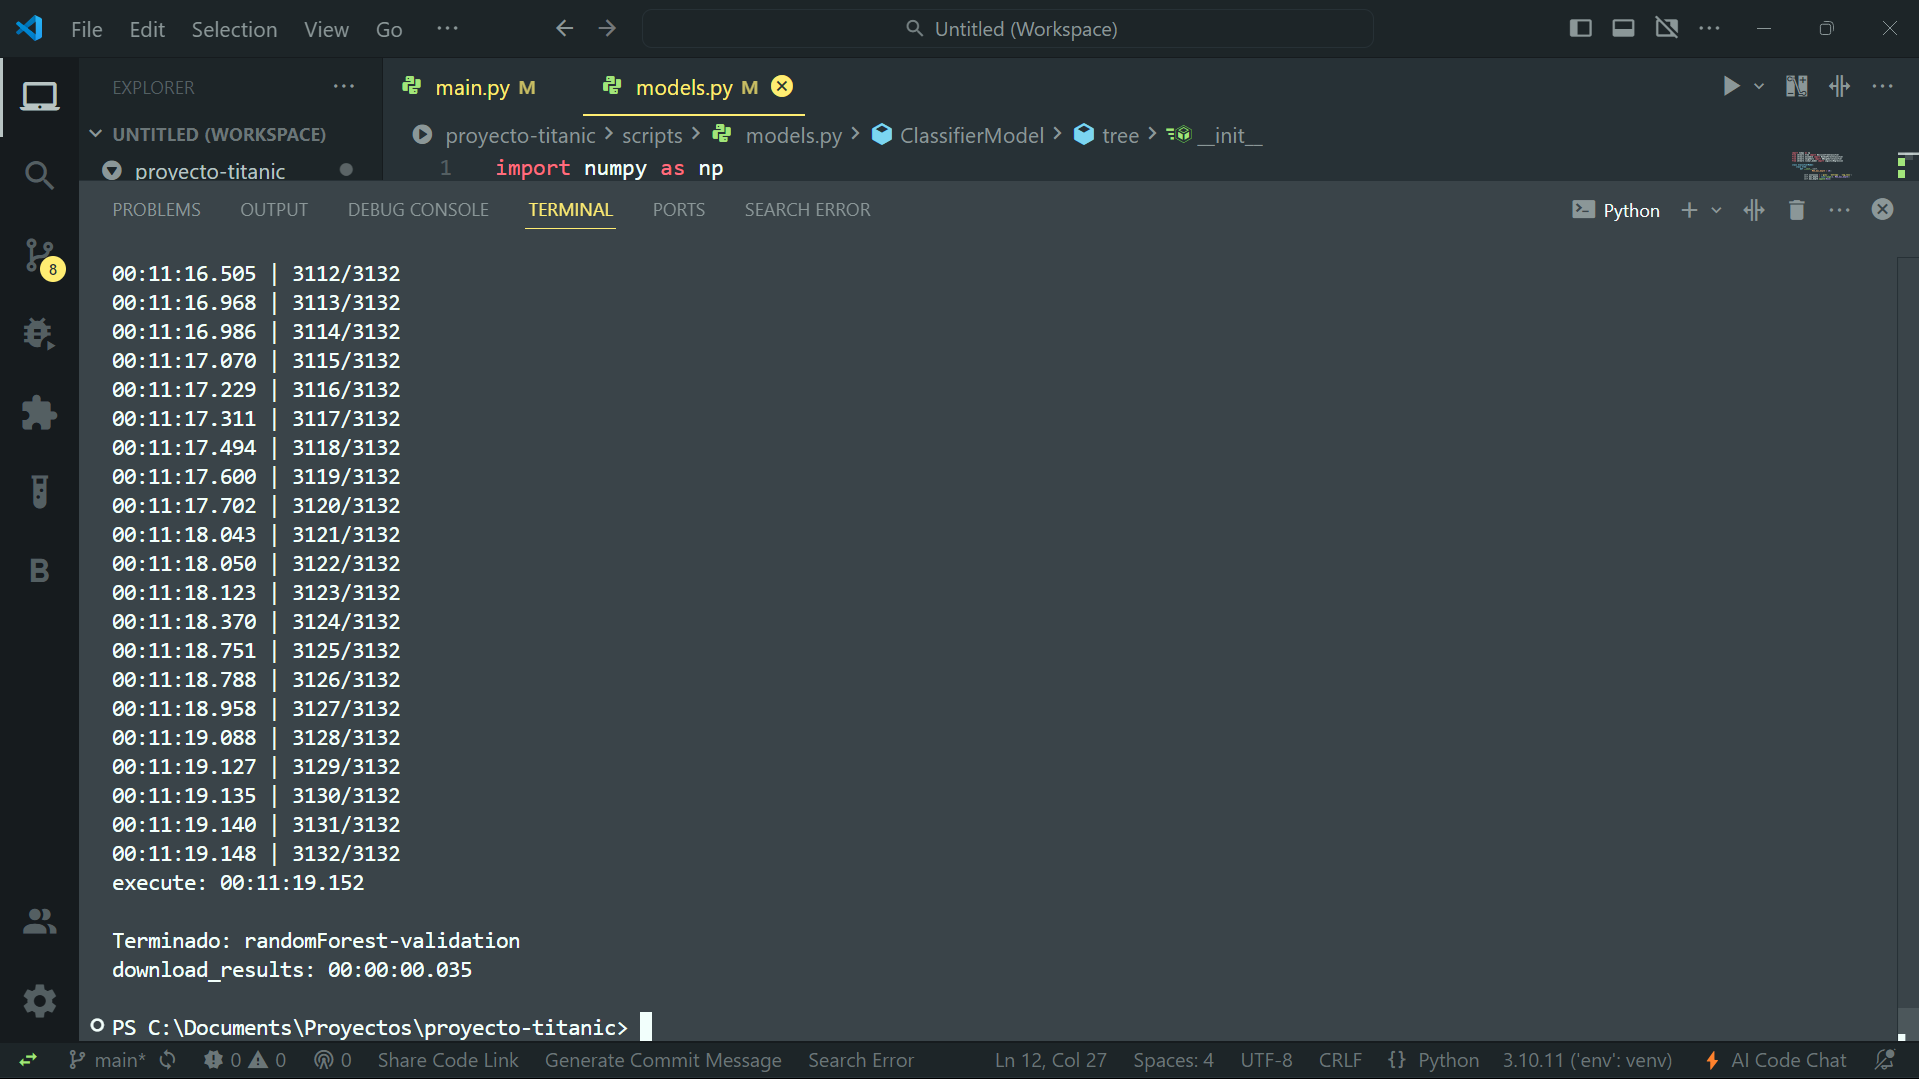 File Edit Selection View Go ··· Untitled (Workspace)
EXPLORER ···
main.py M models.py M
UNTITLED (WORKSPACE)
proyecto-titanic > scripts > models.py > ClassifierModel > tree > __init__
proyecto-titanic
1 import numpy as np
PROBLEMS OUTPUT DEBUG CONSOLE TERMINAL PORTS SEARCH ERROR Python
8
B
00:11:16.505 | 3112/3132
00:11:16.968 | 3113/3132
00:11:16.986 | 3114/3132
00:11:17.070 | 3115/3132
00:11:17.229 | 3116/3132
00:11:17.311 | 3117/3132
00:11:17.494 | 3118/3132
00:11:17.600 | 3119/3132
00:11:17.702 | 3120/3132
00:11:18.043 | 3121/3132
00:11:18.050 | 3122/3132
00:11:18.123 | 3123/3132
00:11:18.370 | 3124/3132
00:11:18.751 | 3125/3132
00:11:18.788 | 3126/3132
00:11:18.958 | 3127/3132
00:11:19.088 | 3128/3132
00:11:19.127 | 3129/3132
00:11:19.135 | 3130/3132
00:11:19.140 | 3131/3132
00:11:19.148 | 3132/3132
execute: 00:11:19.152
Terminado: randomForest-validation
download_results: 00:00:00.035
PS C:\Documents\Proyectos\proyecto-titanic>
main* 0 0 0 Share Code Link Generate Commit Message Search Error Ln 12, Col 27 Spaces: 4 UTF-8 CRLF {} Python 3.10.11 ('env': venv) AI Code Chat